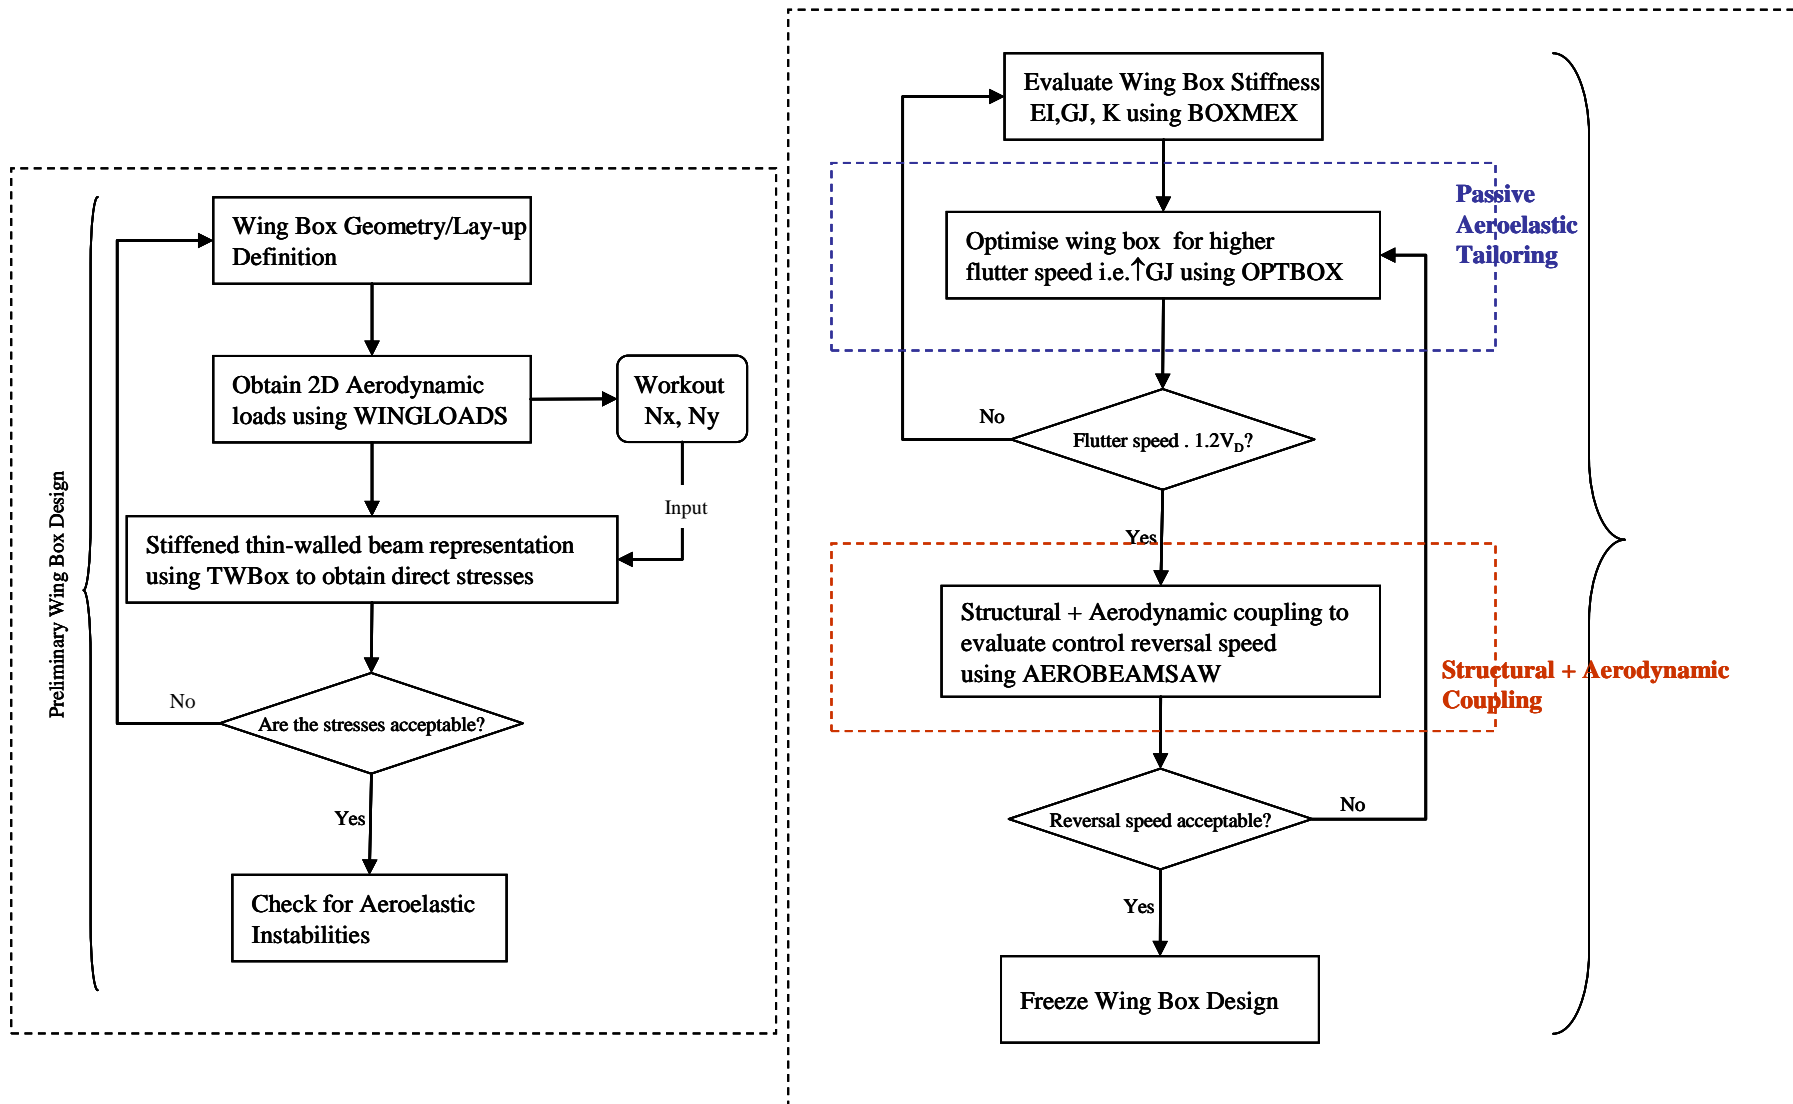 Preliminary Wing Box Design
Wing Box Geometry/Lay-up
Definition
Obtain 2D Aerodynamic
loads using WINGLOADS
Workout
Nx, Ny
Input
Stiffened thin-walled beam representation
using TWBox to obtain direct stresses
No
Are the stresses acceptable?
Yes
Check for Aeroelastic
Instabilities
Evaluate Wing Box Stiffness
EI,GJ, K using BOXMEX
Passive
Aeroelastic
Tailoring
Optimise wing box for higher
flutter speed i.e.↑GJ using OPTBOX
No
Flutter speed . 1.2V_D?
Yes
Structural + Aerodynamic coupling to
evaluate control reversal speed
using AEROBEAMSAW
Structural + Aerodynamic
Coupling
Reversal speed acceptable?
No
Yes
Freeze Wing Box Design